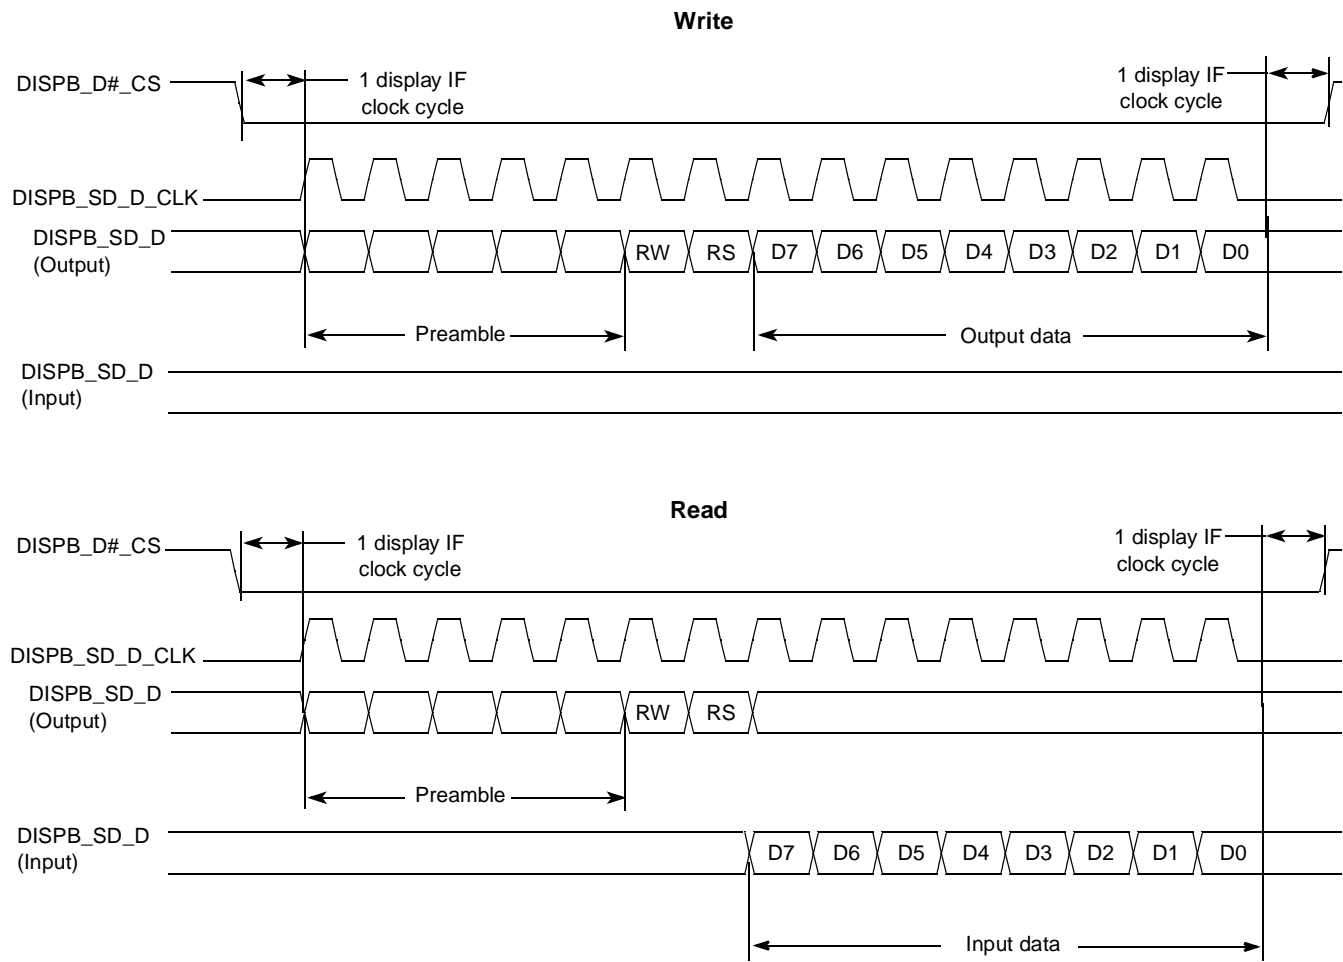 Write
DISPB_D#_CS
1 display IF
clock cycle
1 display IF
clock cycle
DISPB_SD_D_CLK
DISPB_SD_D
(Output)
RW RS D7 D6 D5 D4 D3 D2 D1 D0
Preamble
Output data
DISPB_SD_D
(Input)
Read
DISPB_D#_CS
1 display IF
clock cycle
1 display IF
clock cycle
DISPB_SD_D_CLK
DISPB_SD_D
(Output)
RW RS
Preamble
DISPB_SD_D
(Input)
D7 D6 D5 D4 D3 D2 D1 D0
Input data